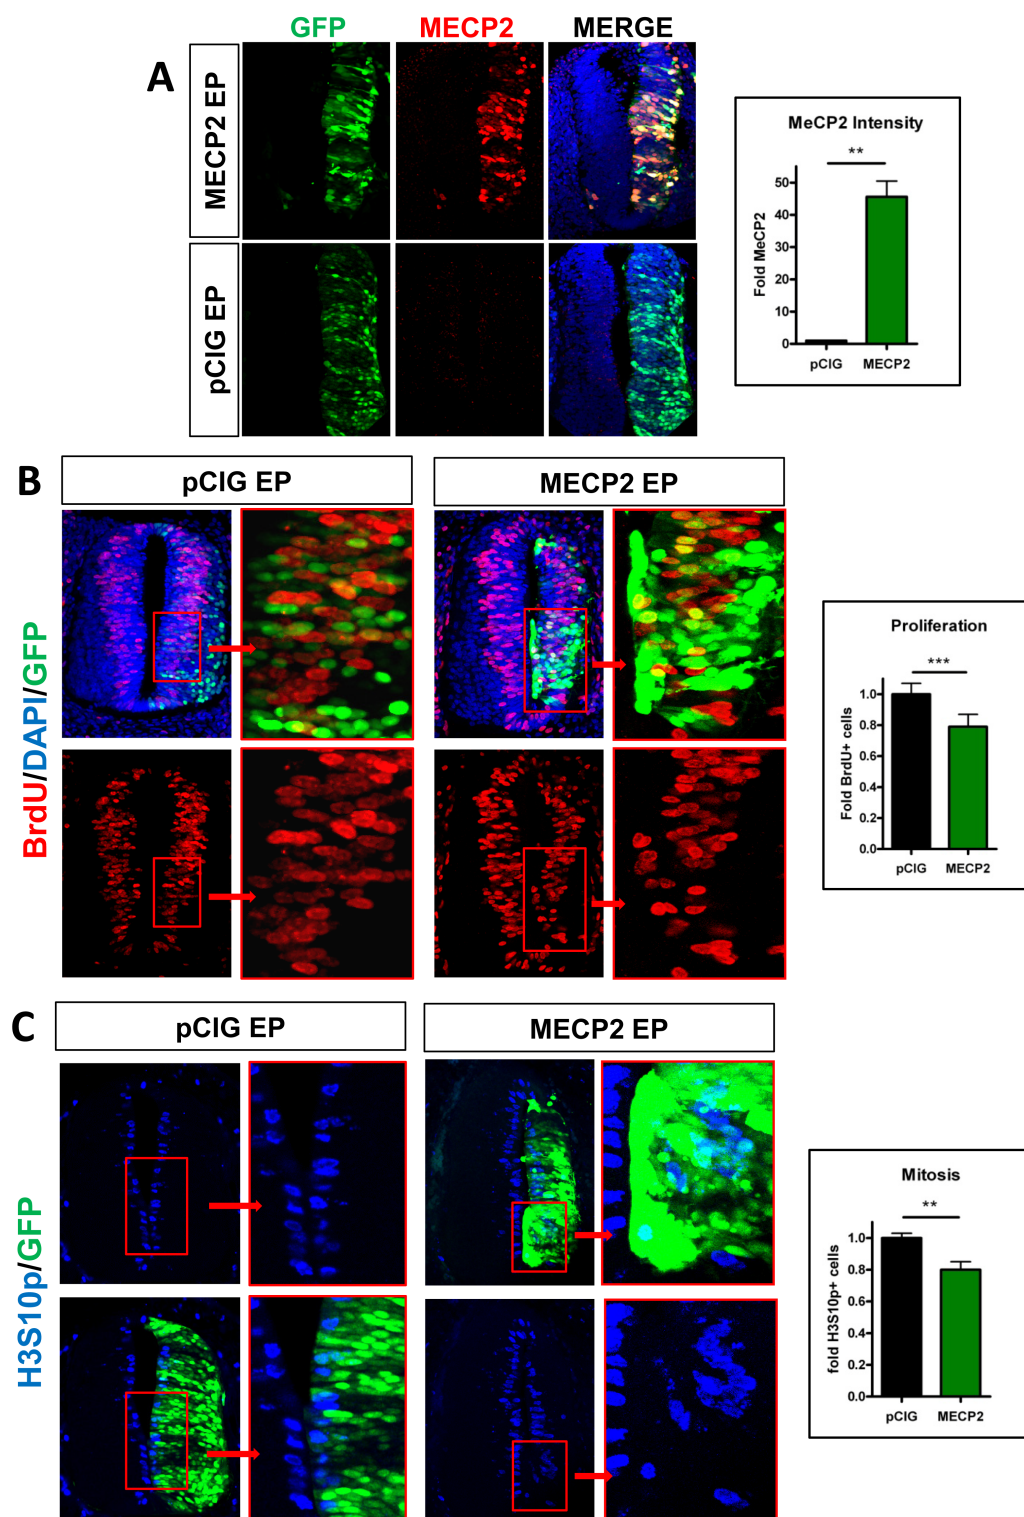 GFP MECP2 MERGE
A
MECP2 EP
pCIG EP
MeCP2 Intensity
**
Fold MeCP2
50
40
30
20
10
0
pCIG MECP2
B
pCIG EP MECP2 EP
BrdU/DAPI/GFP
Proliferation
***
Fold BrdU+ cells
1.0
0.8
0.6
0.4
0.2
0.0
pCIG MECP2
C
pCIG EP MECP2 EP
H3S10p/GFP
Mitosis
**
fold H3S10p+ cells
1.0
0.8
0.6
0.4
0.2
0.0
pCIG MECP2